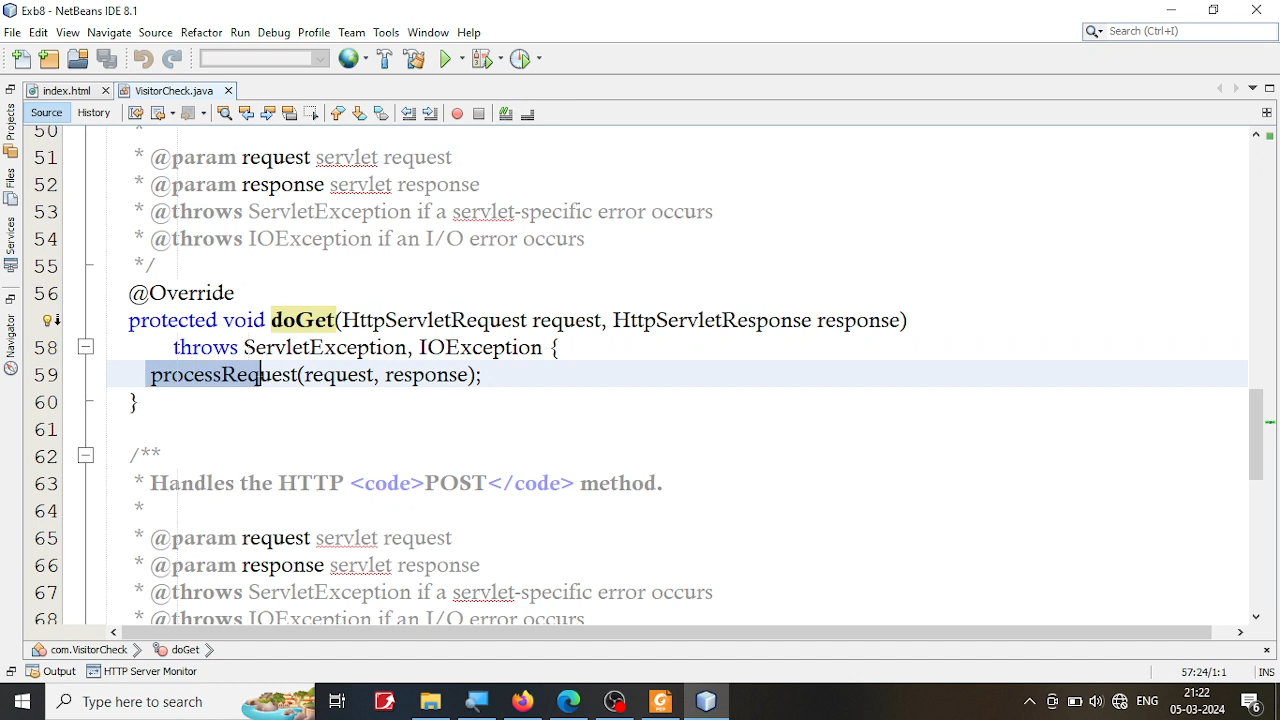 Exb8 - NetBeans IDE 8.1
File Edit View Navigate Source Refactor Run Debug Profile Team Tools Window Help
Search (Ctrl+I)
index.html
VisitorCheck.java
Source History
Projects
Files
Services
Navigator
50 *
51 * @param request servlet request
52 * @param response servlet response
53 * @throws ServletException if a servlet-specific error occurs
54 * @throws IOException if an I/O error occurs
55 */
56 @Override
protected void doGet(HttpServletRequest request, HttpServletResponse response)
58 throws ServletException, IOException {
59 processRequest(request, response);
60 }
61
62 /**
63 * Handles the HTTP <code>POST</code> method.
64 *
65 * @param request servlet request
66 * @param response servlet response
67 * @throws ServletException if a servlet-specific error occurs
68 * @throws IOException if an I/O error occurs
com.VisitorCheck doGet
Output HTTP Server Monitor
57:24/1:1 INS
Type here to search
ENG
21:22
05-03-2024
6